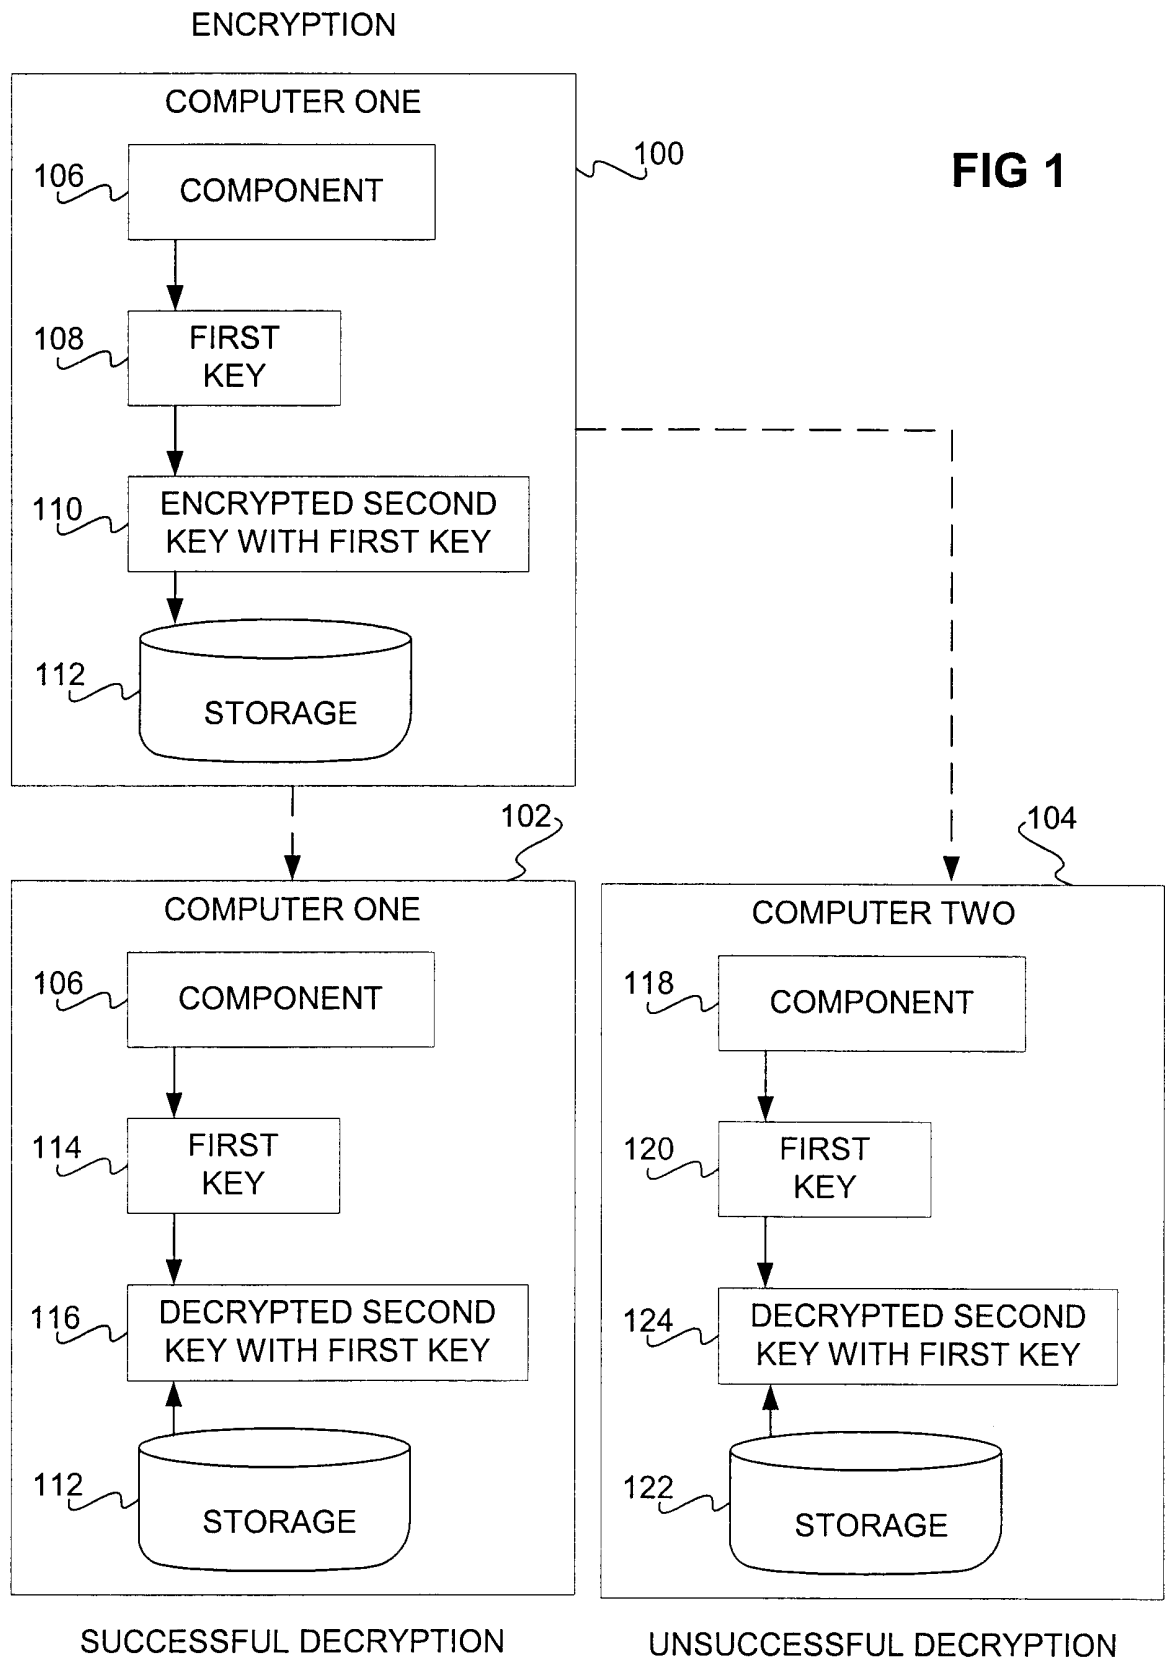 ENCRYPTION
COMPUTER ONE
100
FIG 1
106
COMPONENT
108
FIRST
KEY
110
ENCRYPTED SECOND
KEY WITH FIRST KEY
112
STORAGE
102
COMPUTER ONE
106
COMPONENT
114
FIRST
KEY
116
DECRYPTED SECOND
KEY WITH FIRST KEY
112
STORAGE
SUCCESSFUL DECRYPTION
104
COMPUTER TWO
118
COMPONENT
120
FIRST
KEY
124
DECRYPTED SECOND
KEY WITH FIRST KEY
122
STORAGE
UNSUCCESSFUL DECRYPTION